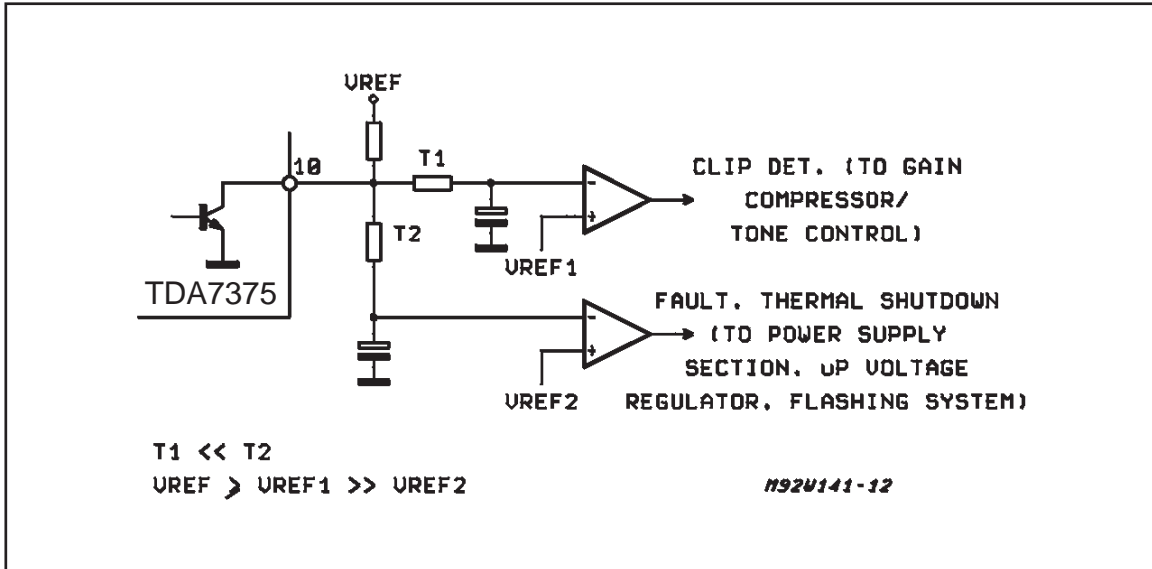 VREF
10
T1
CLIP DET. (TO GAIN
COMPRESSOR/
TONE CONTROL)
-
+
T2
VREF1
TDA7375
FAULT. THERMAL SHUTDOWN
(TO POWER SUPPLY
SECTION. uP VOLTAGE
REGULATOR. FLASHING SYSTEM)
-
+
VREF2
T1 << T2
VREF > VREF1 >> VREF2
M92W141-12